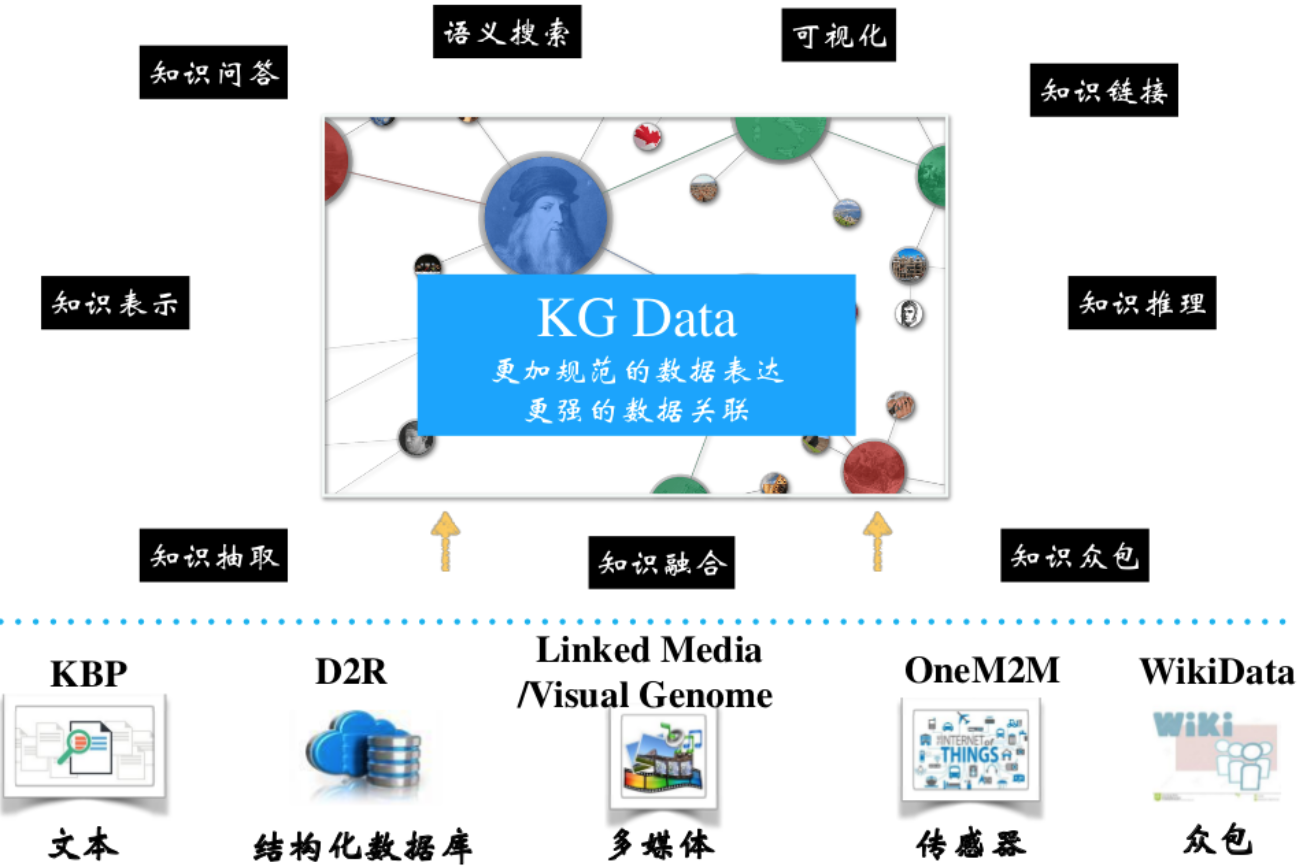 语义搜索
可视化
知识问答
知识链接
知识表示
知识推理
KG Data
更加规范的数据表达
更强的数据关联
知识抽取
知识融合
知识众包
KBP
D2R
Linked Media
/Visual Genome
OneM2M
WikiData
INTERNET of
THINGS
WiKi
文本
结构化数据库
多媒体
传感器
众包